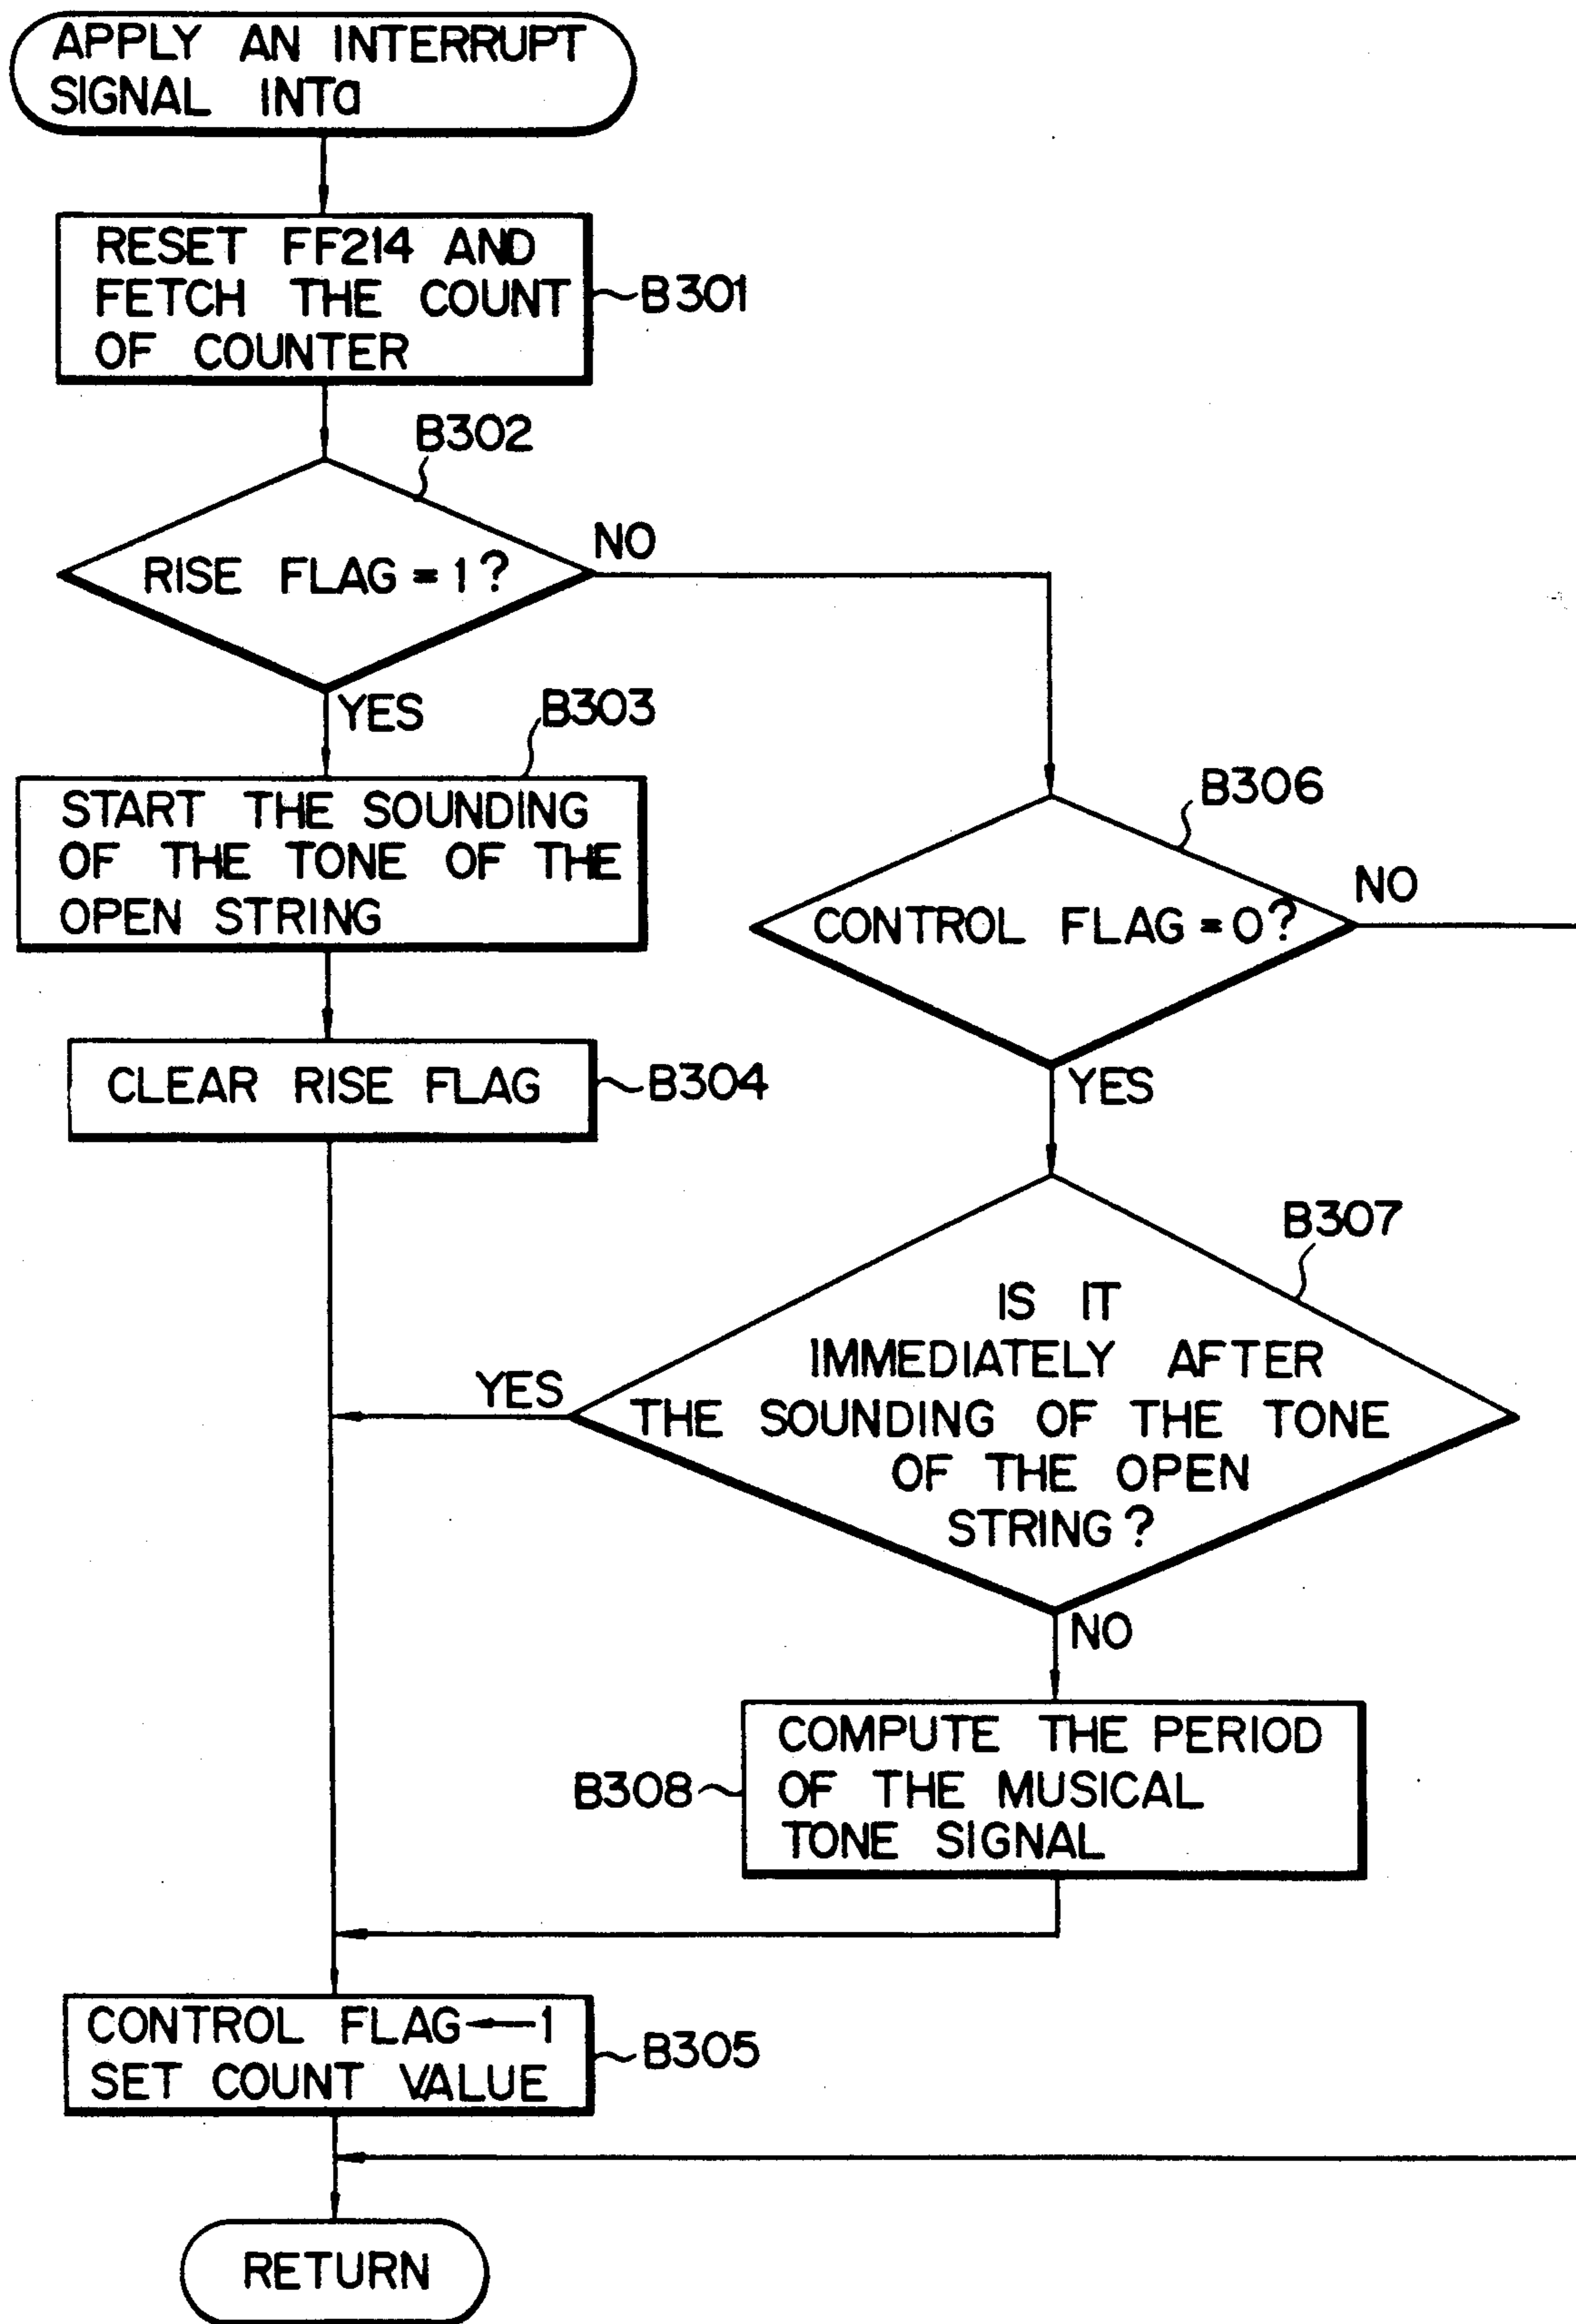 APPLY AN INTERRUPT
SIGNAL INTa
RESET FF214 AND
FETCH THE COUNT
OF COUNTER
B301
B302
RISE FLAG = 1?
NO
YES
B303
START THE SOUNDING
OF THE TONE OF THE
OPEN STRING
CLEAR RISE FLAG
B304
B306
CONTROL FLAG = 0?
NO
YES
B307
IS IT
IMMEDIATELY AFTER
THE SOUNDING OF THE TONE
OF THE OPEN
STRING?
YES
NO
COMPUTE THE PERIOD
OF THE MUSICAL
TONE SIGNAL
B308
CONTROL FLAG ← 1
SET COUNT VALUE
B305
RETURN